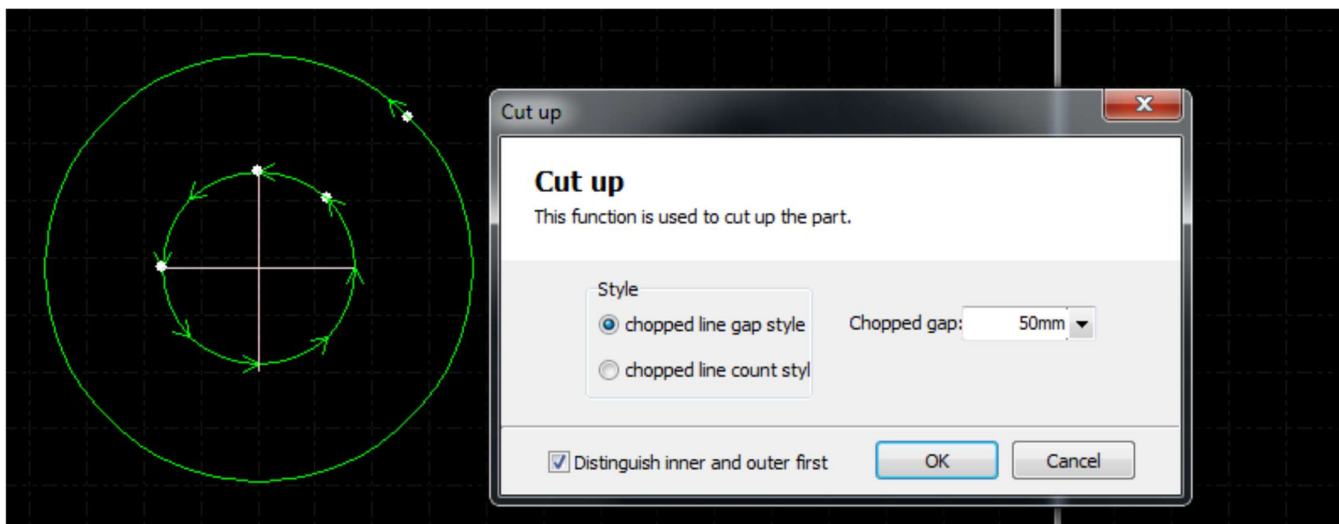 Cut up
Cut up
This function is used to cut up the part.
Style
chopped line gap style
Chopped gap: 50mm
chopped line count styl
Distinguish inner and outer first
OK
Cancel